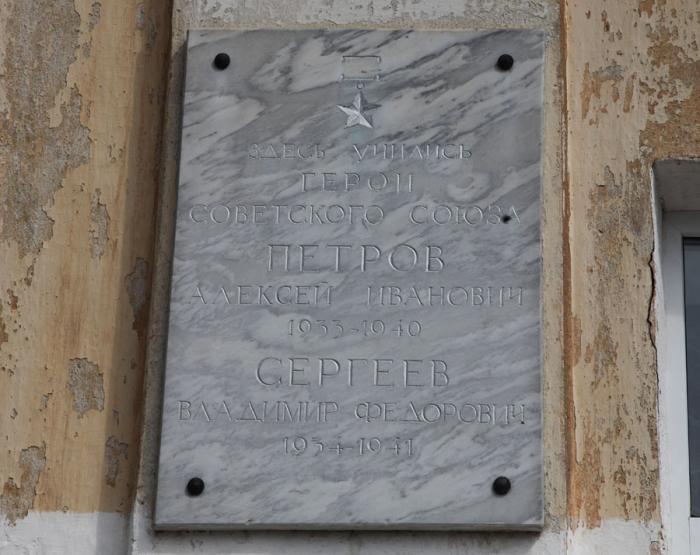 ЗДЕСЬ УЧИЛИСЬ
ГЕРОИ
СОВЕТСКОГО СОЮЗА
ПЕТРОВ
АЛЕКСЕЙ ИВАНОВИЧ
1933-1940
СЕРГЕЕВ
ВЛАДИМИР ФЕДОРОВИЧ
1934-1941